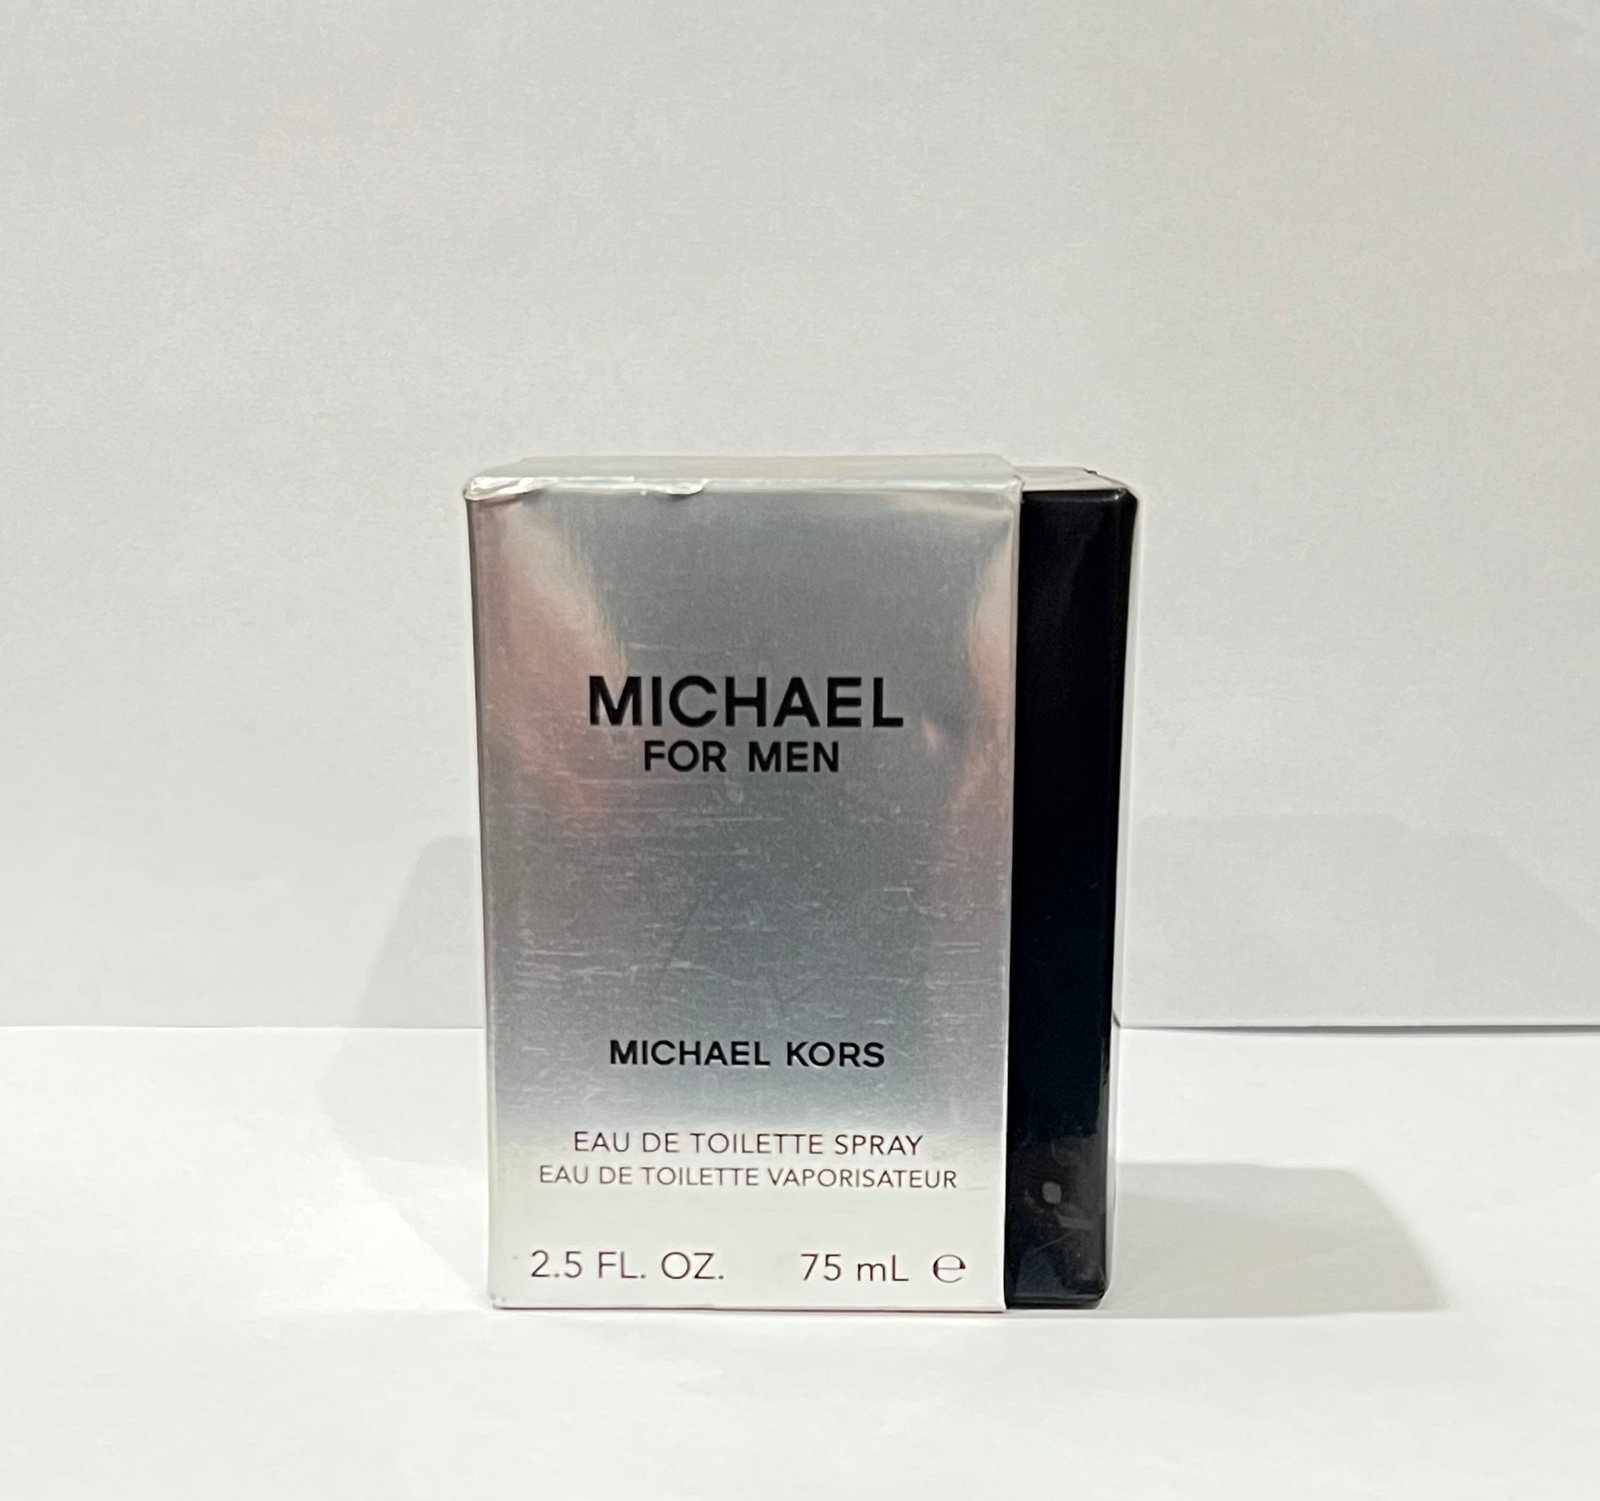 MICHAEL
FOR MEN
MICHAEL KORS
EAU DE TOILETTE SPRAY
EAU DE TOILETTE VAPORISATEUR
2.5 FL. OZ. 75 mL ℮